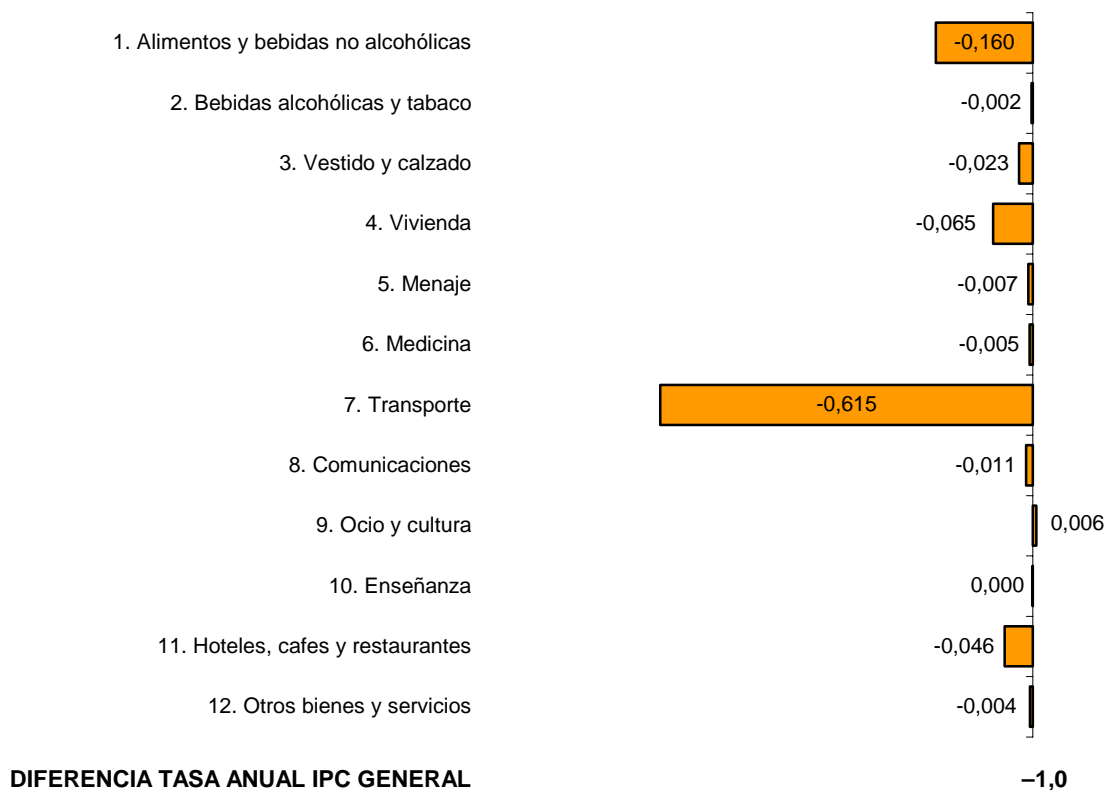 1. Alimentos y bebidas no alcohólicas -0,160
2. Bebidas alcohólicas y tabaco -0,002
3. Vestido y calzado -0,023
4. Vivienda -0,065
5. Menaje -0,007
6. Medicina -0,005
7. Transporte -0,615
8. Comunicaciones -0,011
9. Ocio y cultura 0,006
10. Enseñanza 0,000
11. Hoteles, cafes y restaurantes -0,046
12. Otros bienes y servicios -0,004
DIFERENCIA TASA ANUAL IPC GENERAL –1,0